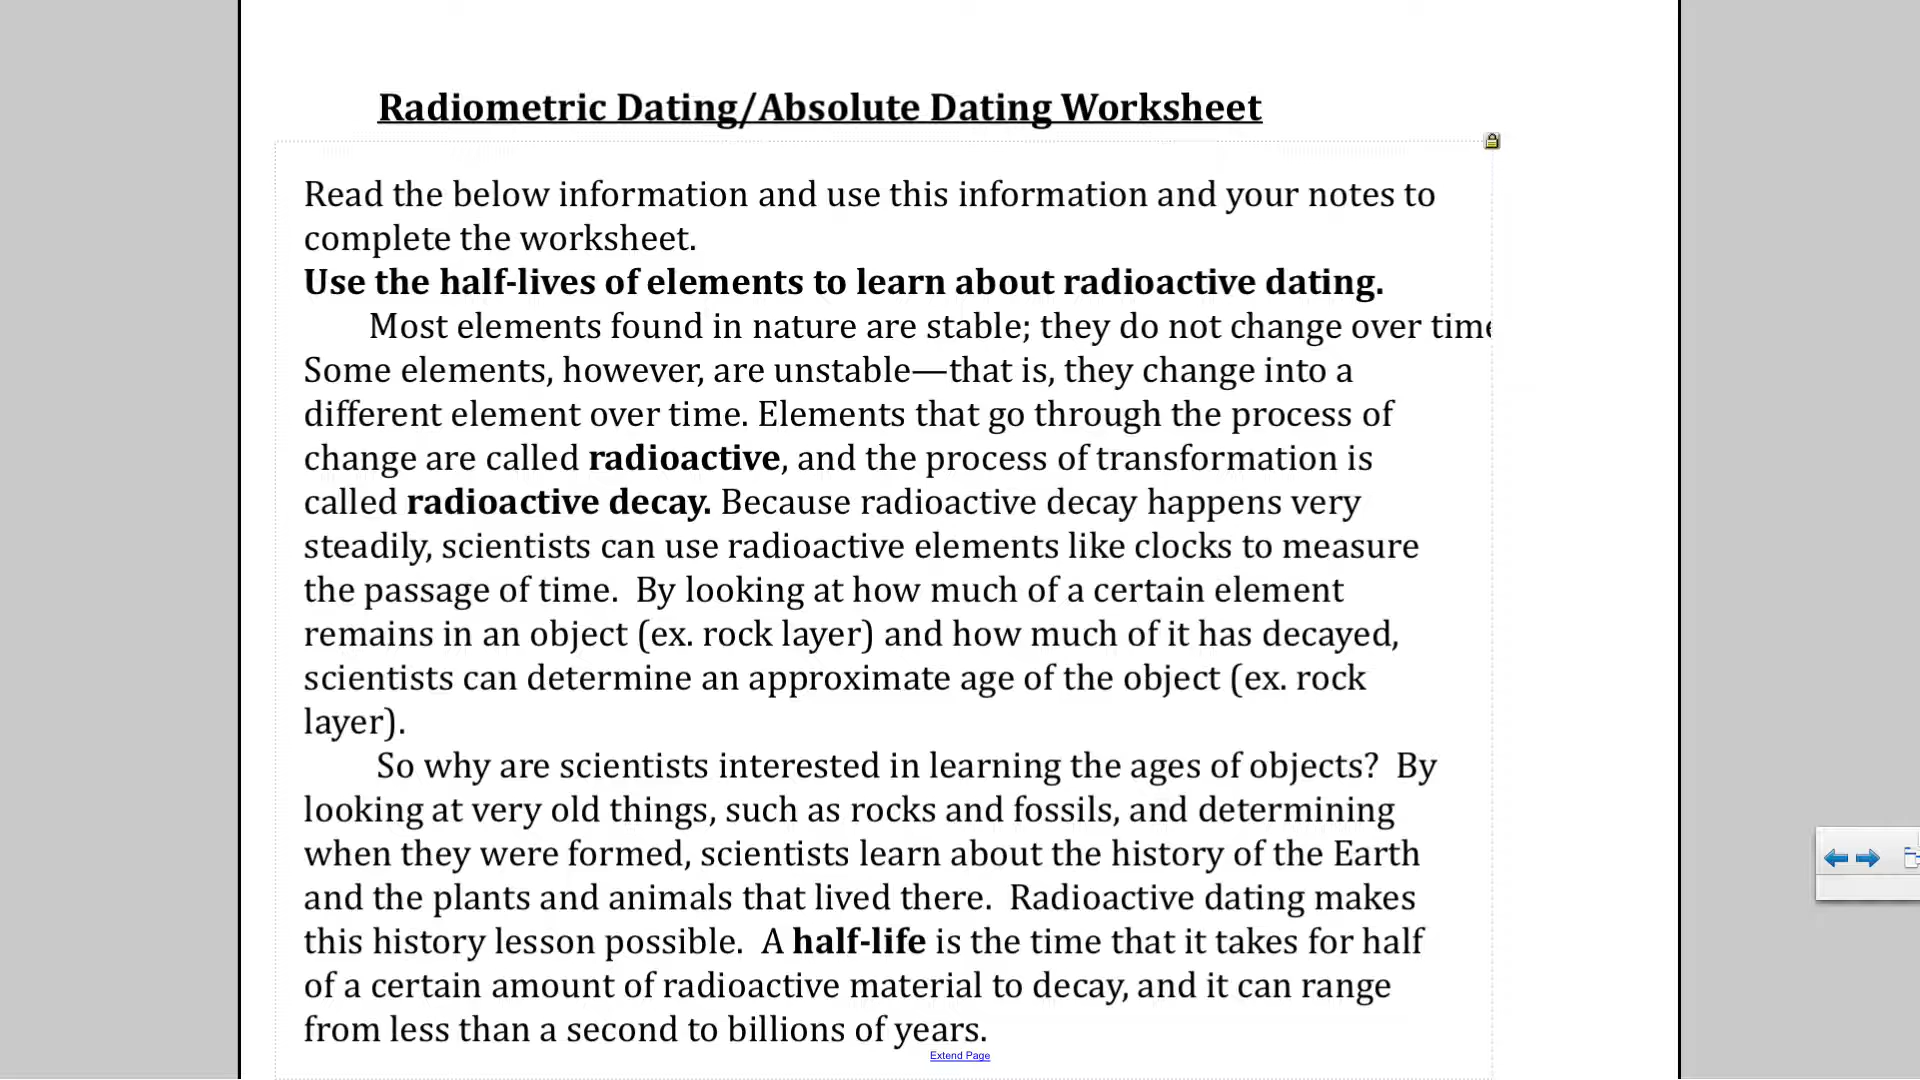 Radiometric Dating/Absolute Dating Worksheet
Read the below information and use this information and your notes to
complete the worksheet.
Use the half-lives of elements to learn about radioactive dating.
Most elements found in nature are stable; they do not change over time
Some elements, however, are unstable—that is, they change into a
different element over time. Elements that go through the process of
change are called radioactive, and the process of transformation is
called radioactive decay. Because radioactive decay happens very
steadily, scientists can use radioactive elements like clocks to measure
the passage of time.  By looking at how much of a certain element
remains in an object (ex. rock layer) and how much of it has decayed,
scientists can determine an approximate age of the object (ex. rock
layer).
So why are scientists interested in learning the ages of objects?  By
looking at very old things, such as rocks and fossils, and determining
when they were formed, scientists learn about the history of the Earth
and the plants and animals that lived there.  Radioactive dating makes
this history lesson possible.  A half-life is the time that it takes for half
of a certain amount of radioactive material to decay, and it can range
from less than a second to billions of years.
Extend Page